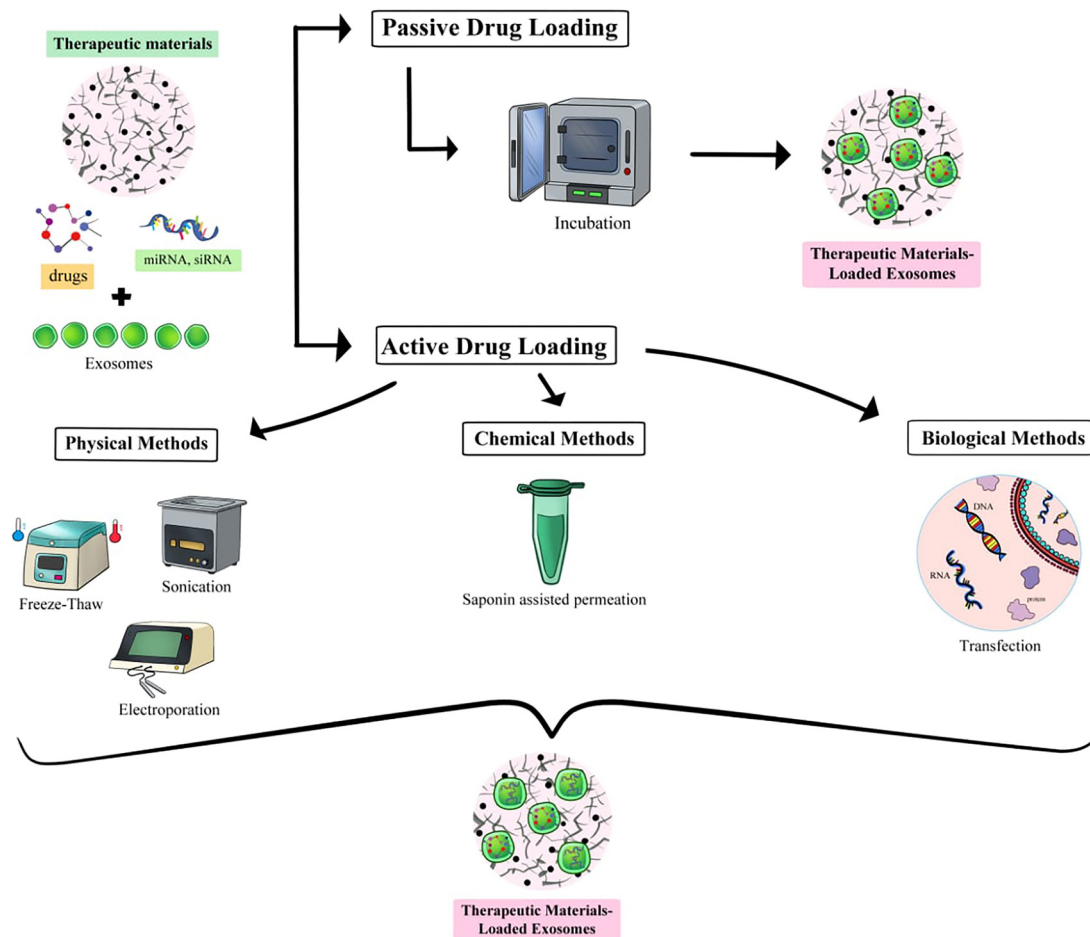 Therapeutic materials
drugs
miRNA, siRNA
Exosomes
Passive Drug Loading
Incubation
Therapeutic Materials-
Loaded Exosomes
Active Drug Loading
Physical Methods
Freeze-Thaw
Sonication
Electroporation
Chemical Methods
Saponin assisted permeation
Biological Methods
DNA
RNA
protein
Transfection
Therapeutic Materials-
Loaded Exosomes